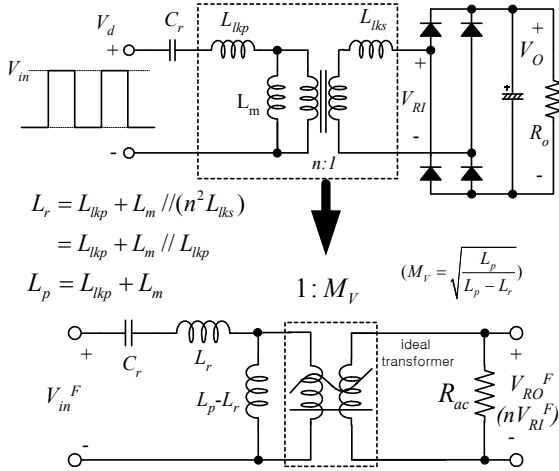 V_d
C_r
L_lkp
L_lks
V_in
+
L_m
+
V_RI
-
+
V_O
-
+
R_o
-
n:1
L_r = L_lkp + L_m //(n^2 L_lks)
= L_lkp + L_m // L_lkp
L_p = L_lkp + L_m
1: M_V
(M_V = √(L_p / (L_p - L_r)))
+
C_r
L_r
V_in^F
-
L_p-L_r
ideal
transformer
R_ac
+
V_RO^F
(nV_RI^F)
-